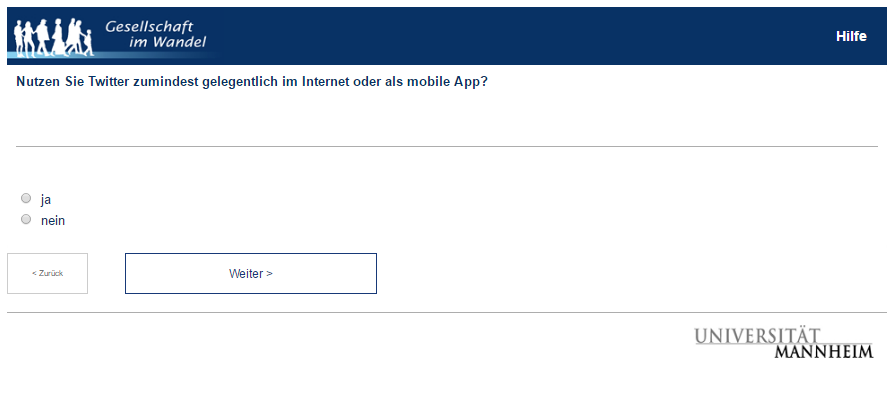 Gesellschaft
im Wandel
Hilfe
Nutzen Sie Twitter zumindest gelegentlich im Internet oder als mobile App?
ja
nein
< Zurück
Weiter >
UNIVERSITÄT
MANNHEIM